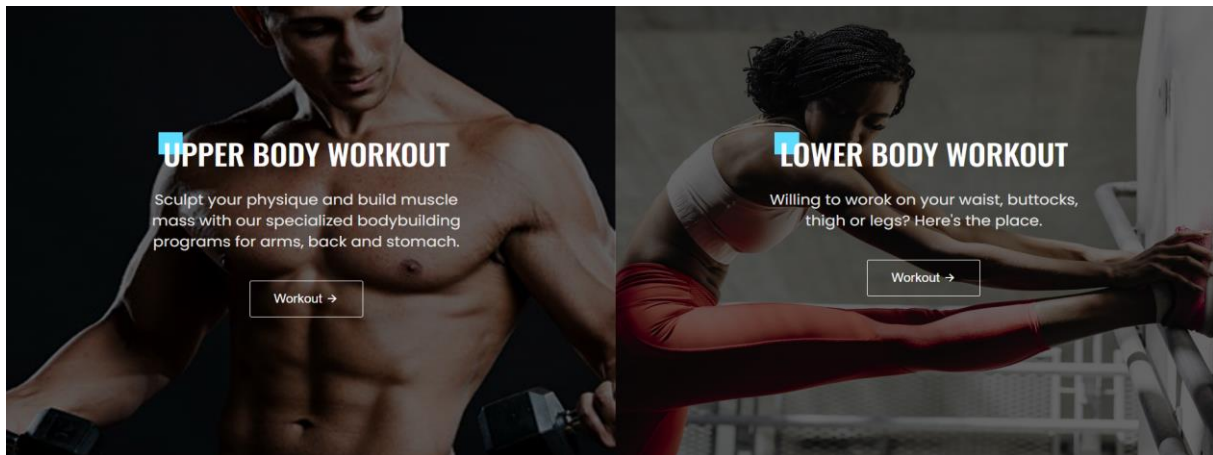 UPPER BODY WORKOUT
Sculpt your physique and build muscle
mass with our specialized bodybuilding
programs for arms, back and stomach.
Workout →
LOWER BODY WORKOUT
Willing to worok on your waist, buttocks,
thigh or legs? Here's the place.
Workout →